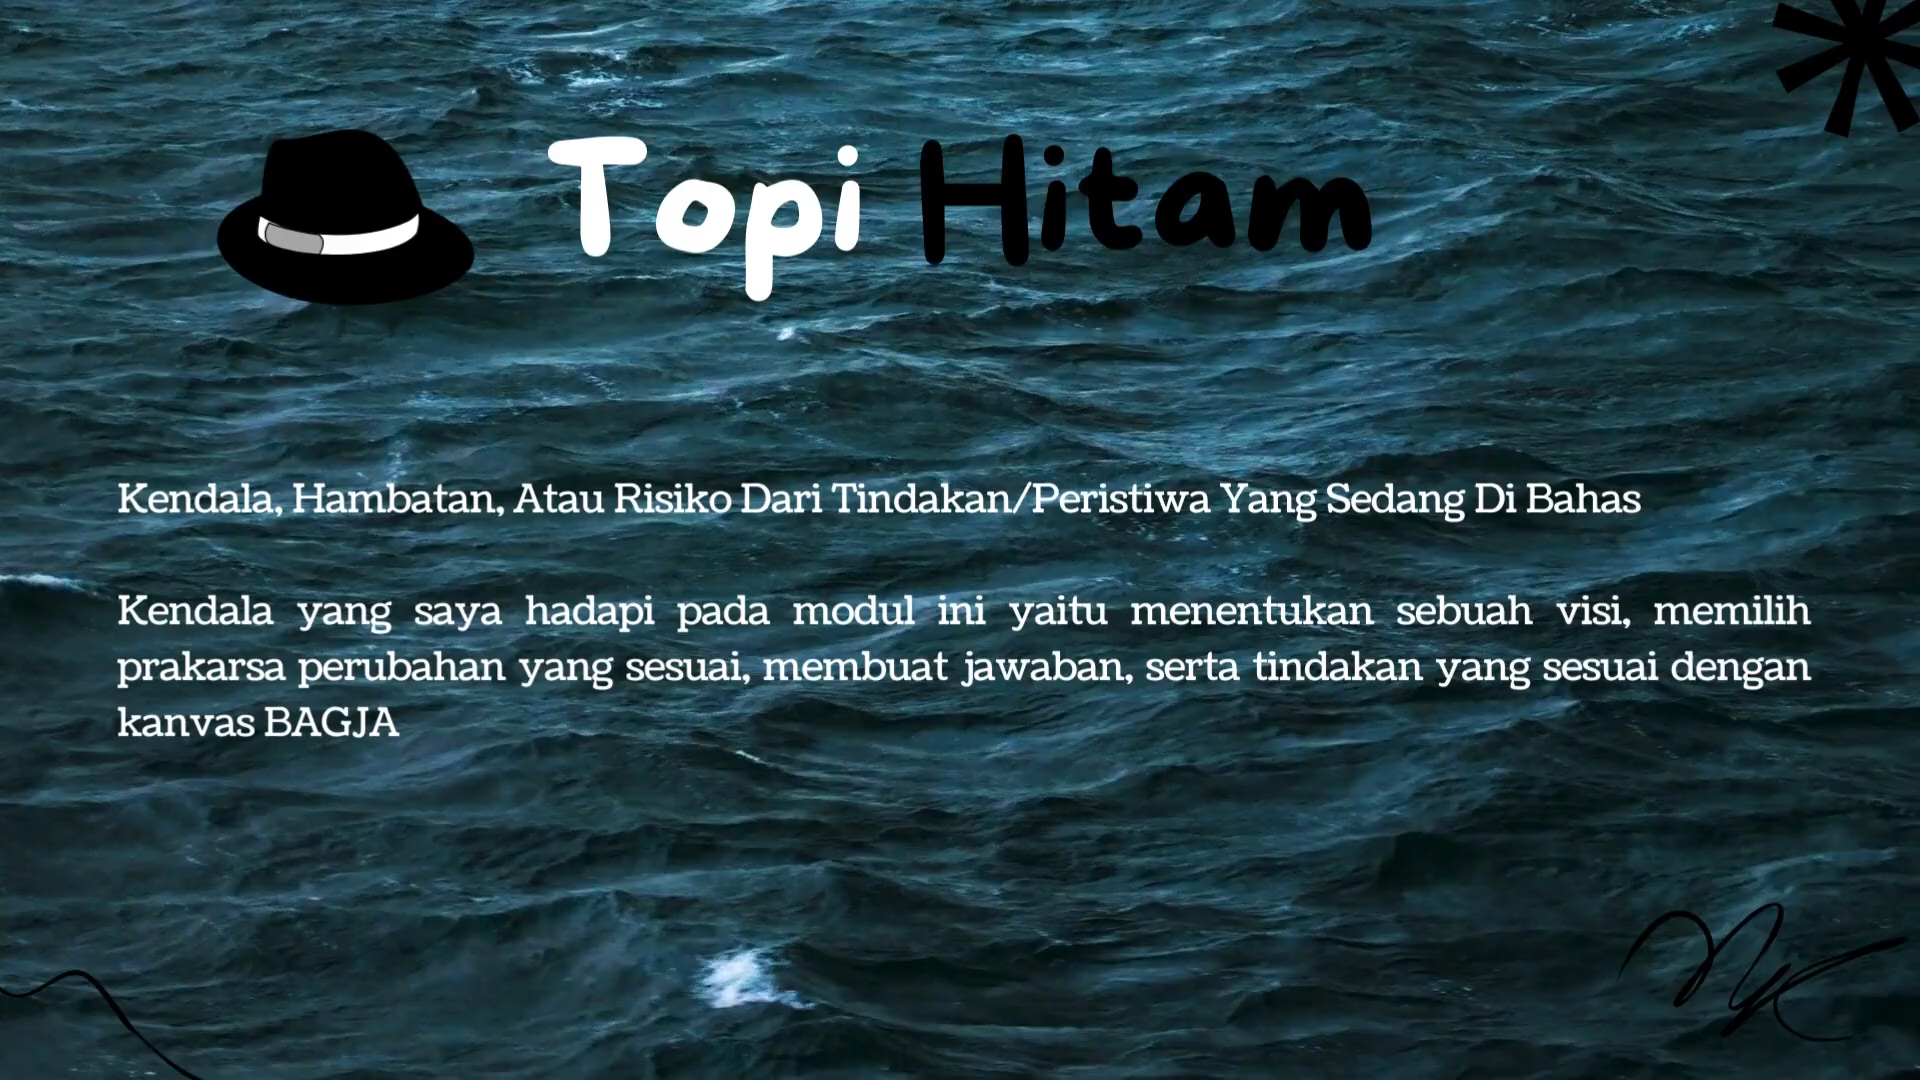 Topi Hitam
Kendala, Hambatan, Atau Risiko Dari Tindakan/Peristiwa Yang Sedang Di Bahas
Kendala yang saya hadapi pada modul ini yaitu menentukan sebuah visi, memilih
prakarsa perubahan yang sesuai, membuat jawaban, serta tindakan yang sesuai dengan
kanvas BAGJA